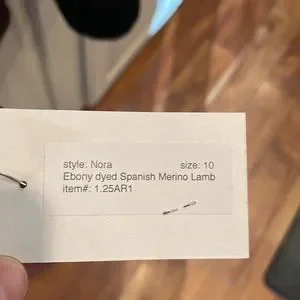 style: Nora size: 10
Ebony dyed Spanish Merino Lamb
item#: 1.25AR1